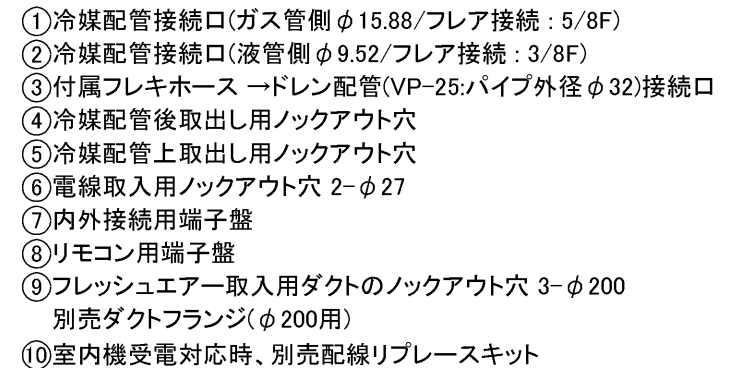 ①冷媒配管接続口(ガス管側φ15.88/フレア接続：5/8F)
②冷媒配管接続口(液管側φ9.52/フレア接続：3/8F)
③付属フレキホース →ドレン配管(VP-25:パイプ外径φ32)接続口
④冷媒配管後取出し用ノックアウト穴
⑤冷媒配管上取出し用ノックアウト穴
⑥電線取入用ノックアウト穴 2-φ27
⑦内外接続用端子盤
⑧リモコン用端子盤
⑨フレッシュエアー取入用ダクトのノックアウト穴 3-φ200
別売ダクトフランジ(φ200用)
⑩室内機受電対応時、別売配線リプレースキット